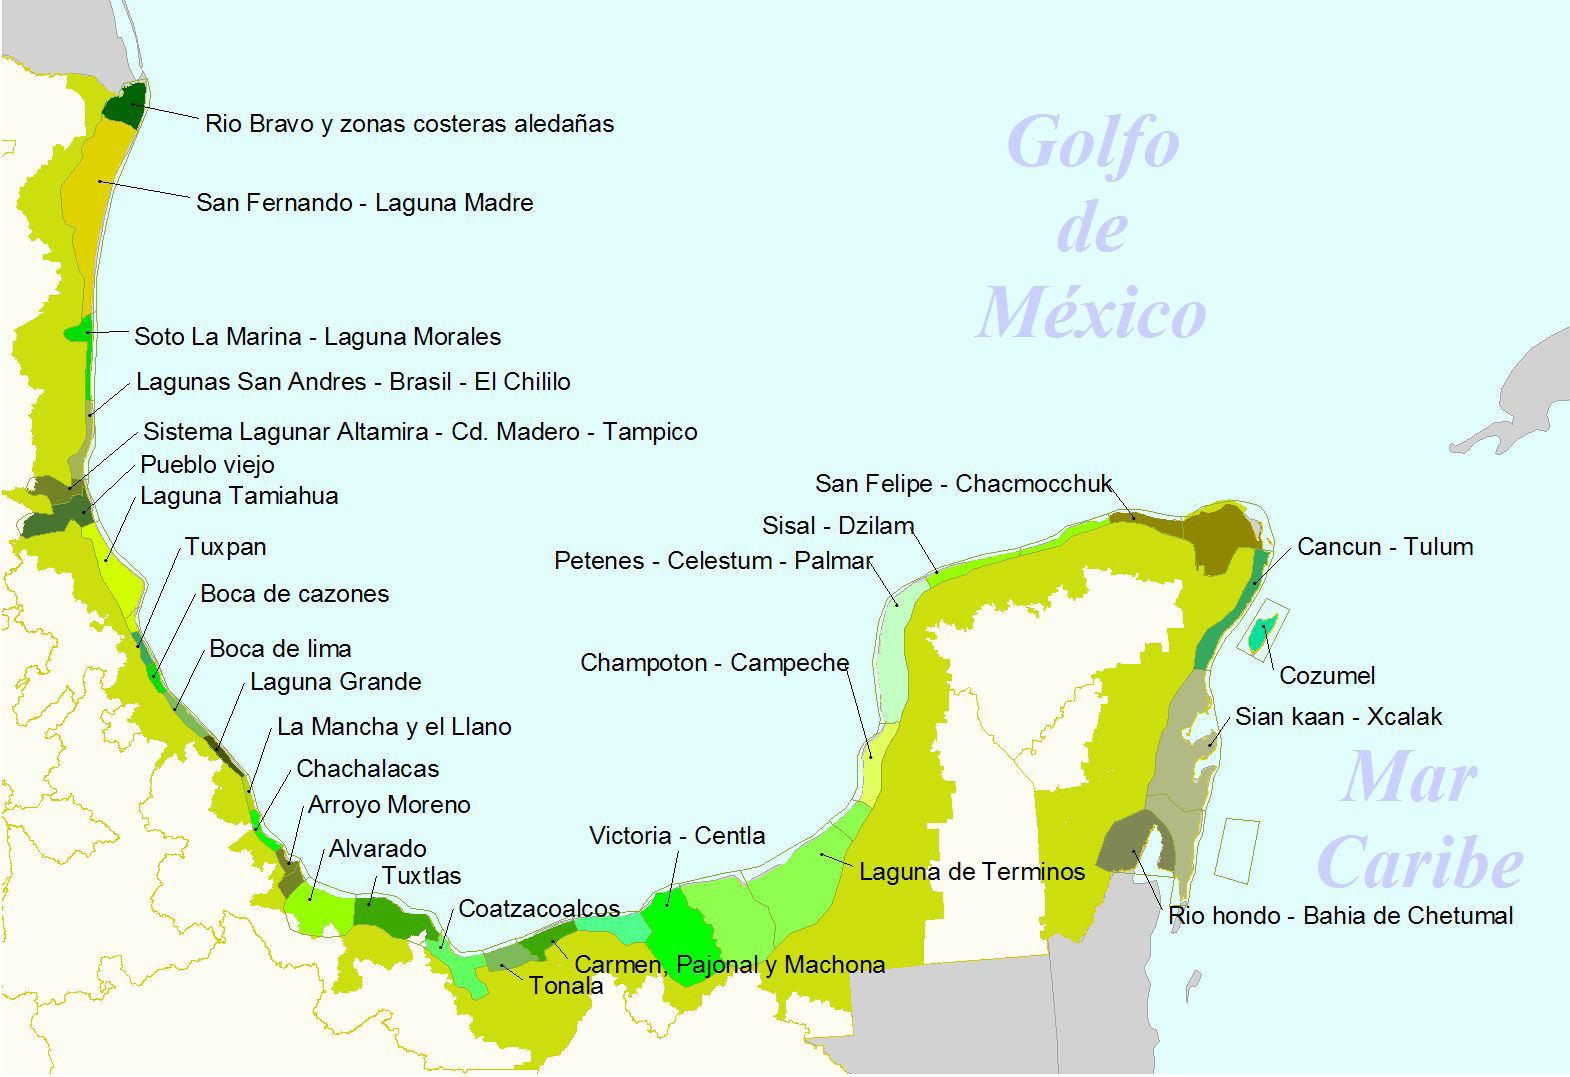 Rio Bravo y zonas costeras aledañas
San Fernando - Laguna Madre
Soto La Marina - Laguna Morales
Lagunas San Andres - Brasil - El Chililo
Sistema Lagunar Altamira - Cd. Madero - Tampico
Pueblo viejo
Laguna Tamiahua
Tuxpan
Boca de cazones
Boca de lima
Laguna Grande
La Mancha y el Llano
Chachalacas
Arroyo Moreno
Alvarado
Tuxtlas
Coatzacoalcos
Tonala
Carmen, Pajonal y Machona
Victoria - Centla
Laguna de Terminos
Champoton - Campeche
Petenes - Celestum - Palmar
Sisal - Dzilam
San Felipe - Chacmocchuk
Cancun - Tulum
Cozumel
Sian kaan - Xcalak
Rio hondo - Bahia de Chetumal
Golfo
de
México
Mar
Caribe